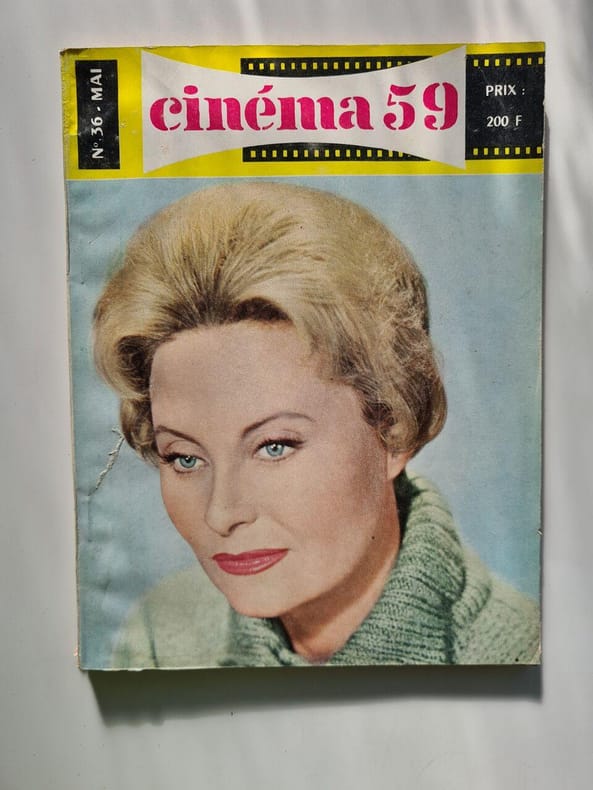 N° 36 - MAI
cinéma 59
PRIX :
200 F